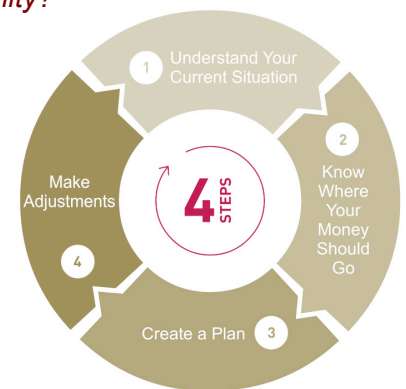 1
Understand Your
Current Situation
2
Know
Where
Your
Money
Should
Go
3
Create a Plan
4
Make
Adjustments
4
STEPS